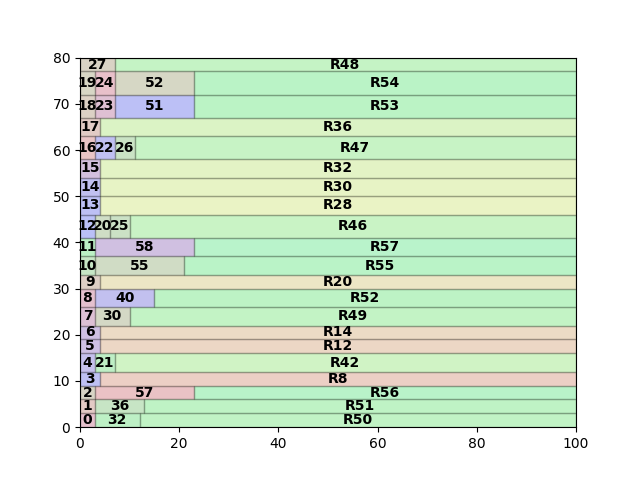 80
27 R48
19 24 52 R54
70
18 23 51 R53
17 R36
60
16 22 26 R47
15 R32
14 R30
50
13 R28
12 20 25 R46
40
11 58 R57
10 55 R55
9 R20
30
8 40 R52
7 30 R49
20
6 R14
5 R12
4 21 R42
10
3 R8
2 57 R56
1 36 R51
0 32 R50
0
0 20 40 60 80 100